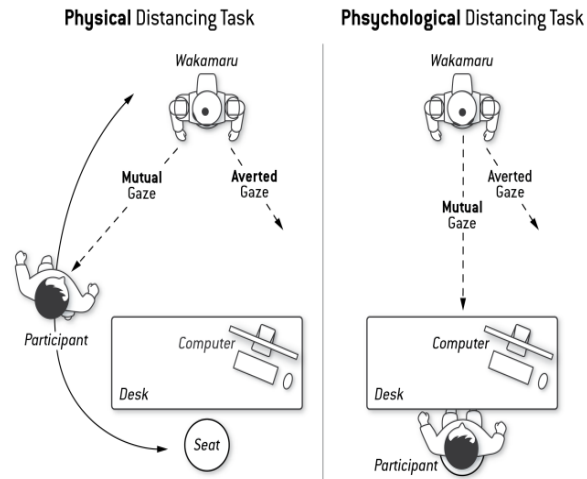 Physical Distancing Task
Wakamaru
Mutual
Gaze
Averted
Gaze
Participant
Computer
Desk
Seat
Phsychological Distancing Task
Wakamaru
Averted
Gaze
Mutual
Gaze
Computer
Desk
Participant